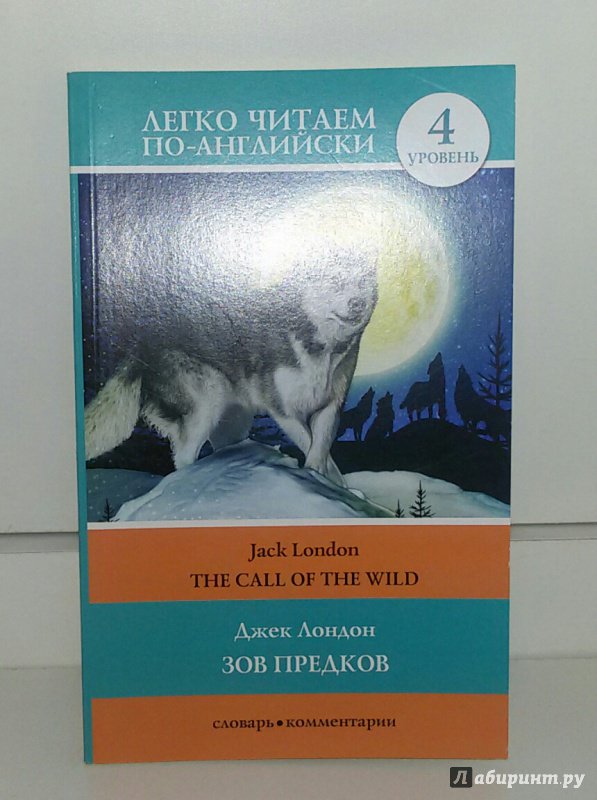 ЛЕГКО ЧИТАЕМ
ПО-АНГЛИЙСКИ
4
УРОВЕНЬ
Jack London
THE CALL OF THE WILD
Джек Лондон
ЗОВ ПРЕДКОВ
словарь•комментарии
Лабиринт.ру